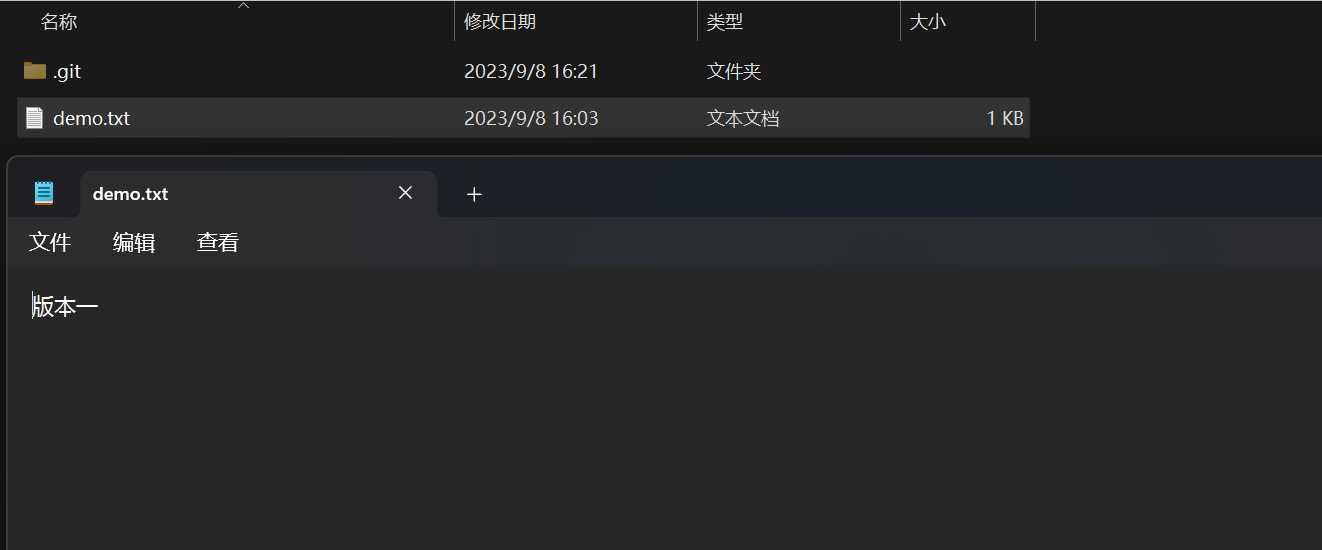 名称 修改日期 类型 大小
.git 2023/9/8 16:21 文件夹
demo.txt 2023/9/8 16:03 文本文档 1 KB
demo.txt
文件 编辑 查看
版本一